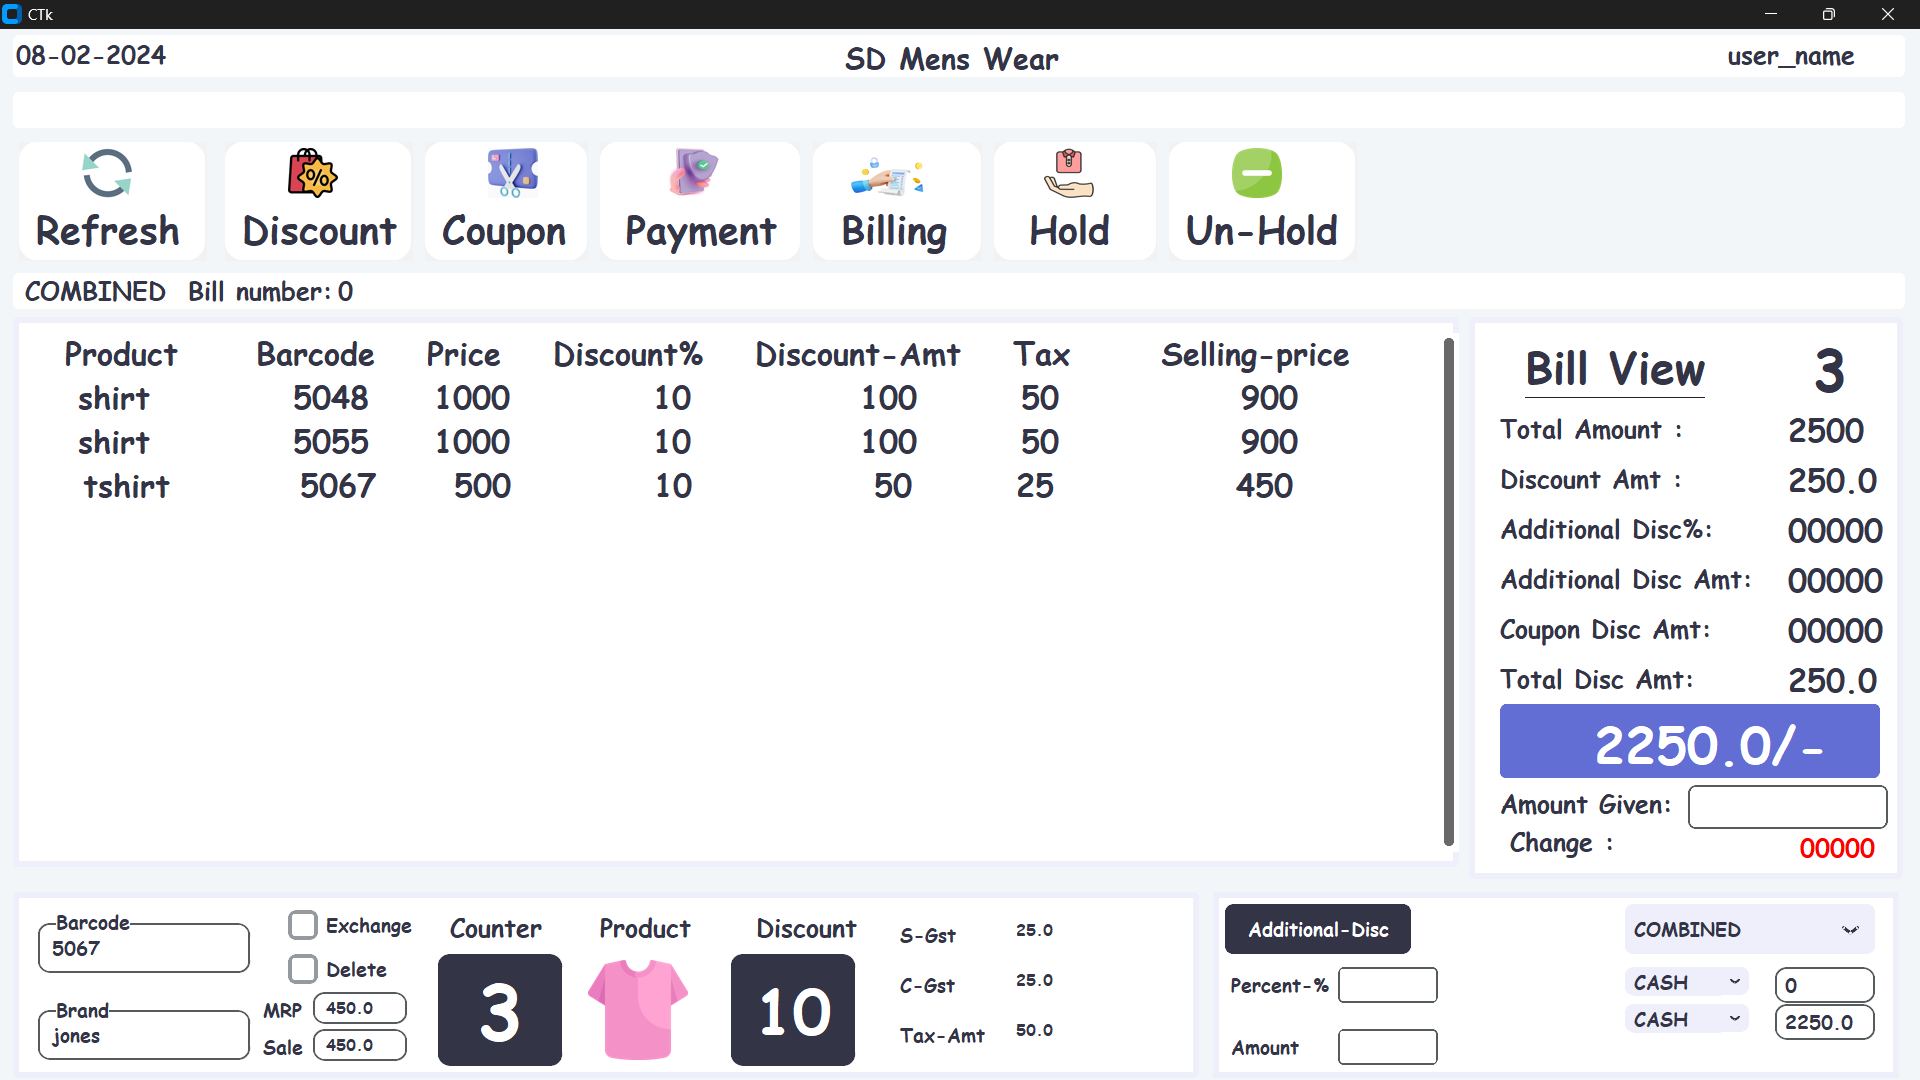 CTk
08-02-2024 SD Mens Wear user_name
Refresh Discount Coupon Payment Billing Hold Un-Hold
COMBINED Bill number: 0
Product Barcode Price Discount% Discount-Amt Tax Selling-price
shirt 5048 1000 10 100 50 900
shirt 5055 1000 10 100 50 900
tshirt 5067 500 10 50 25 450
Bill View 3
Total Amount : 2500
Discount Amt : 250.0
Additional Disc%: 00000
Additional Disc Amt: 00000
Coupon Disc Amt: 00000
Total Disc Amt: 250.0
2250.0/-
Amount Given:
Change : 00000
Barcode
5067
Brand
jones
Exchange
Delete
MRP 450.0
Sale 450.0
Counter
3
Product
Discount
10
S-Gst 25.0
C-Gst 25.0
Tax-Amt 50.0
Additional-Disc
Percent-%
Amount
COMBINED
CASH 0
CASH 2250.0